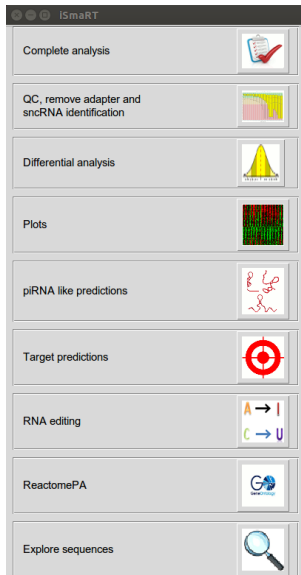 iSmaRT
Complete analysis
QC, remove adapter and
sncRNA identification
Differential analysis
Plots
piRNA like predictions
Target predictions
RNA editing
A → I
C → U
ReactomePA
GO
Explore sequences